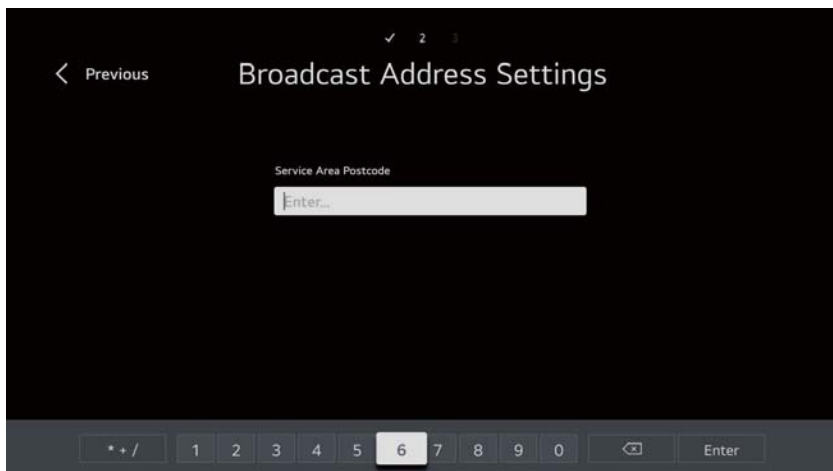 ✓ 2 3
Previous
Broadcast Address Settings
Service Area Postcode
Enter...
* + / 1 2 3 4 5 6 7 8 9 0 Enter